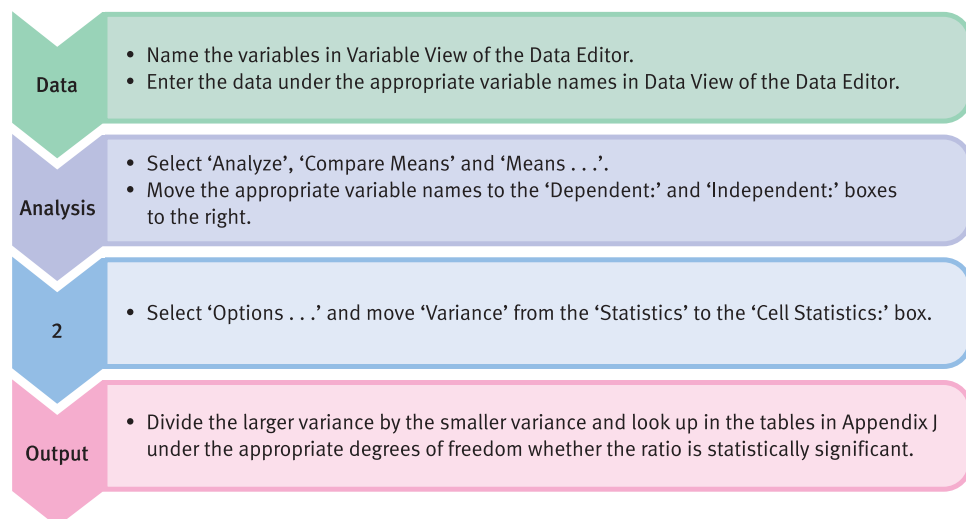 Data
• Name the variables in Variable View of the Data Editor.
• Enter the data under the appropriate variable names in Data View of the Data Editor.
Analysis
• Select ‘Analyze’, ‘Compare Means’ and ‘Means . . .’.
• Move the appropriate variable names to the ‘Dependent:’ and ‘Independent:’ boxes
to the right.
2
• Select ‘Options . . .’ and move ‘Variance’ from the ‘Statistics’ to the ‘Cell Statistics:’ box.
Output
• Divide the larger variance by the smaller variance and look up in the tables in Appendix J
under the appropriate degrees of freedom whether the ratio is statistically significant.